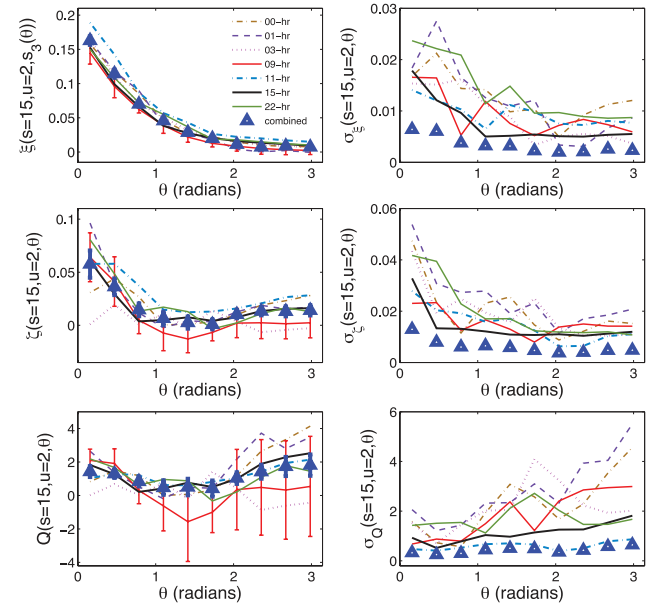 ξ(s=15,u=2,s₃(θ))
0.2
0.15
0.1
0.05
0
0 1 2 3
θ (radians)
00-hr
01-hr
03-hr
09-hr
11-hr
15-hr
22-hr
combined
σξ(s=15,u=2,θ)
0.03
0.02
0.01
0
0 1 2 3
θ (radians)
ζ(s=15,u=2,θ)
0.1
0.05
0
0 1 2 3
θ (radians)
σζ(s=15,u=2,θ)
0.06
0.04
0.02
0
0 1 2 3
θ (radians)
Q(s=15,u=2,θ)
4
2
0
-2
-4
0 1 2 3
θ (radians)
σQ(s=15,u=2,θ)
6
4
2
0
0 1 2 3
θ (radians)